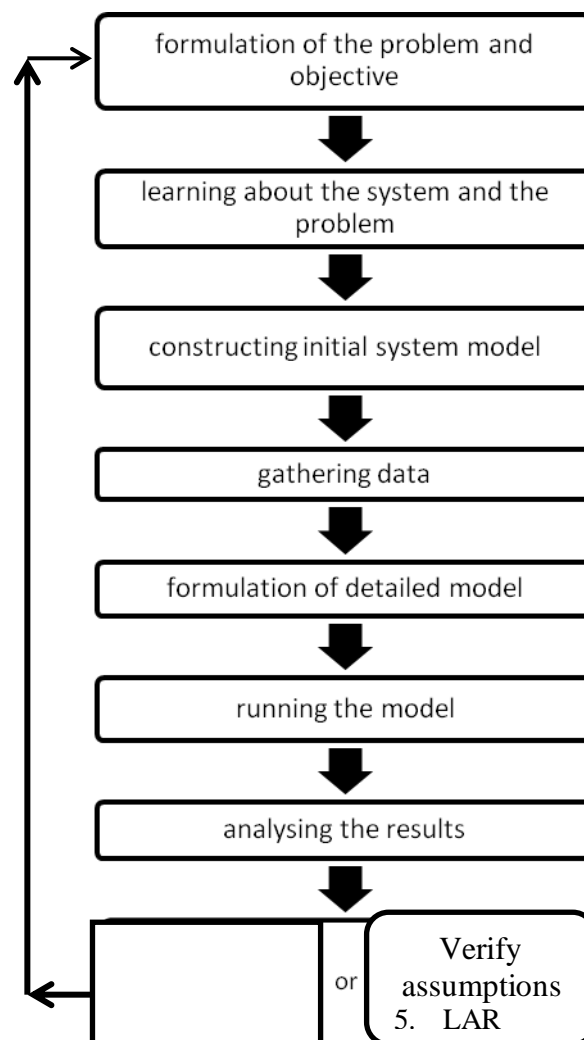 formulation of the problem and
objective
learning about the system and the
problem
constructing initial system model
gathering data
formulation of detailed model
running the model
analysing the results
or
Verify
assumptions
5. LAR